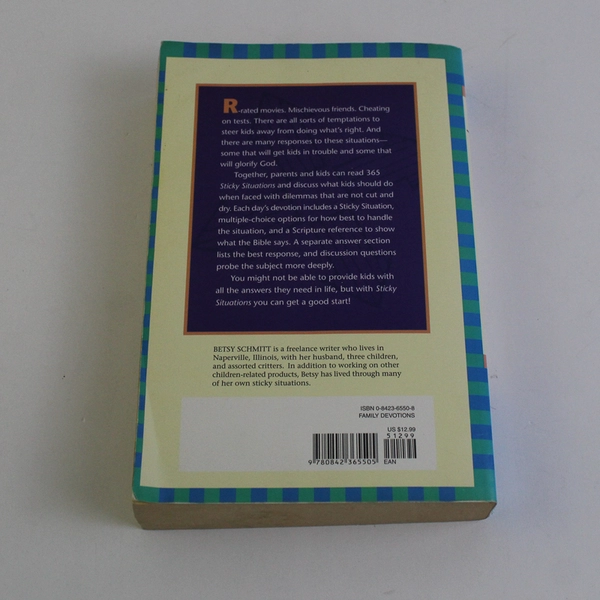 R-rated movies. Mischievous friends. Cheating
on tests. There are all sorts of temptations to
steer kids away from doing what's right. And
there are many responses to these situations—
some that will get kids in trouble and some that
will glorify God.
Together, parents and kids can read 365
Sticky Situations and discuss what kids should do
when faced with dilemmas that are not cut and
dry. Each day's devotion includes a Sticky Situation,
multiple-choice options for how best to handle
the situation, and a Scripture reference to show
what the Bible says. A separate answer section
lists the best response, and discussion questions
probe the subject more deeply.
You might not be able to provide kids with
all the answers they need in life, but with Sticky
Situations you can get a good start!
BETSY SCHMITT is a freelance writer who lives in
Naperville, Illinois, with her husband, three children,
and assorted critters. In addition to working on other
children-related products, Betsy has lived through many
of her own sticky situations.
ISBN 0-8423-6550-8
FAMILY DEVOTIONS
US $12.99
51299
9 780842 365505 EAN